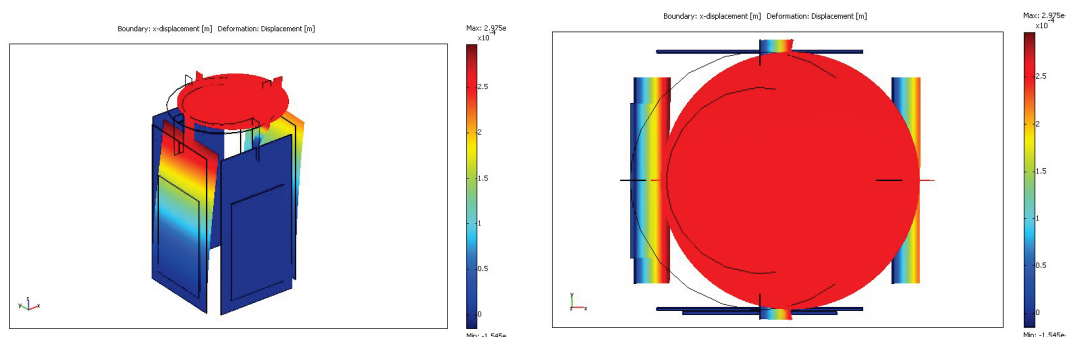 Boundary: x-displacement [m] Deformation: Displacement [m]
Max: 2.975e
×10⁻⁴
2.5
2
1.5
1
0.5
0
Min: -1.545e
y z x
Boundary: x-displacement [m] Deformation: Displacement [m]
Max: 2.975e-
×10⁻⁴
2.5
2
1.5
1
0.5
0
Min: -1.545e-
y
z x